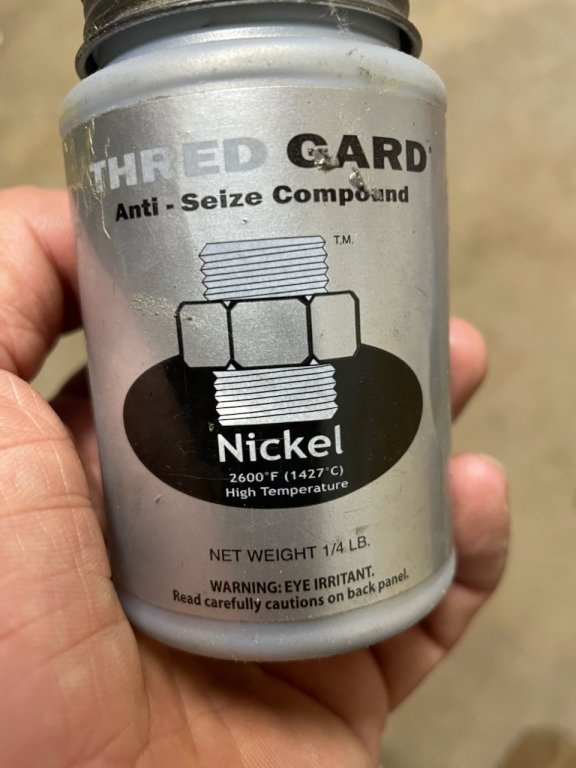 THRED GARD®
Anti - Seize Compound
T.M.
Nickel
2600°F (1427°C)
High Temperature
NET WEIGHT 1/4 LB.
WARNING: EYE IRRITANT.
Read carefully cautions on back panel.